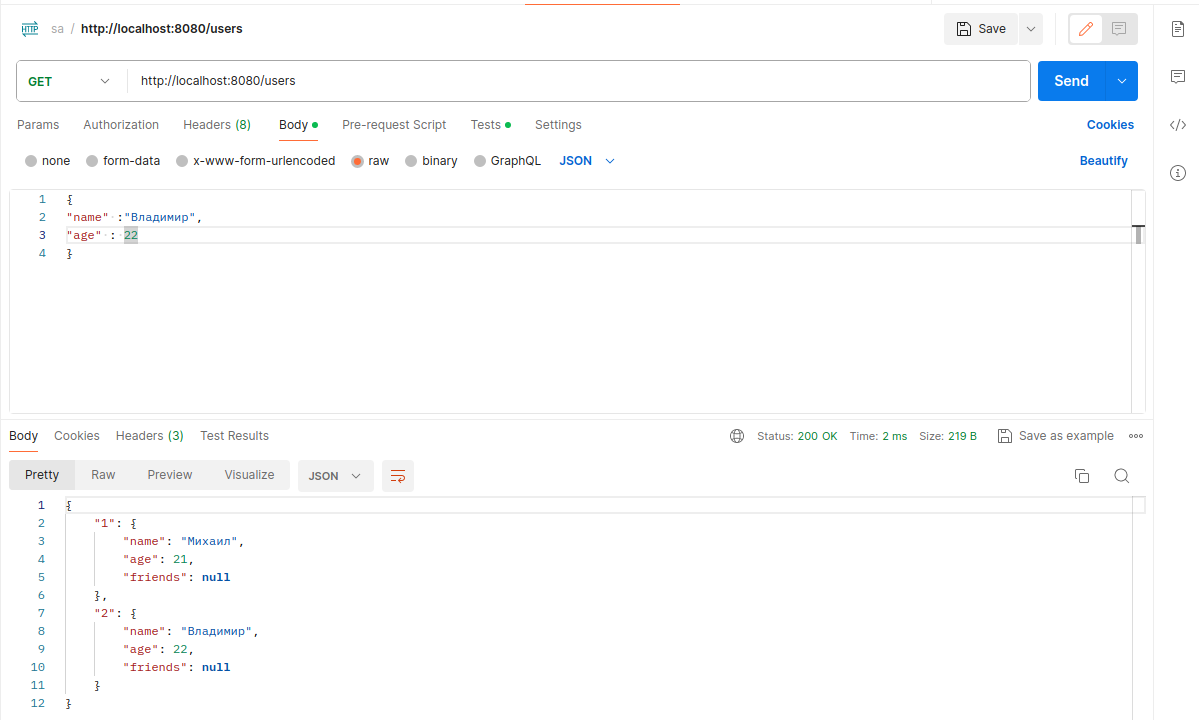 HTTP sa / http://localhost:8080/users Save
GET http://localhost:8080/users Send
Params Authorization Headers (8) Body Pre-request Script Tests Settings Cookies
none form-data x-www-form-urlencoded raw binary GraphQL JSON Beautify
1 {
2 "name" :"Владимир",
3 "age" : 22
4 }
Body Cookies Headers (3) Test Results Status: 200 OK Time: 2 ms Size: 219 B Save as example
Pretty Raw Preview Visualize JSON
1 {
2 "1": {
3 "name": "Михаил",
4 "age": 21,
5 "friends": null
6 },
7 "2": {
8 "name": "Владимир",
9 "age": 22,
10 "friends": null
11 }
12 }